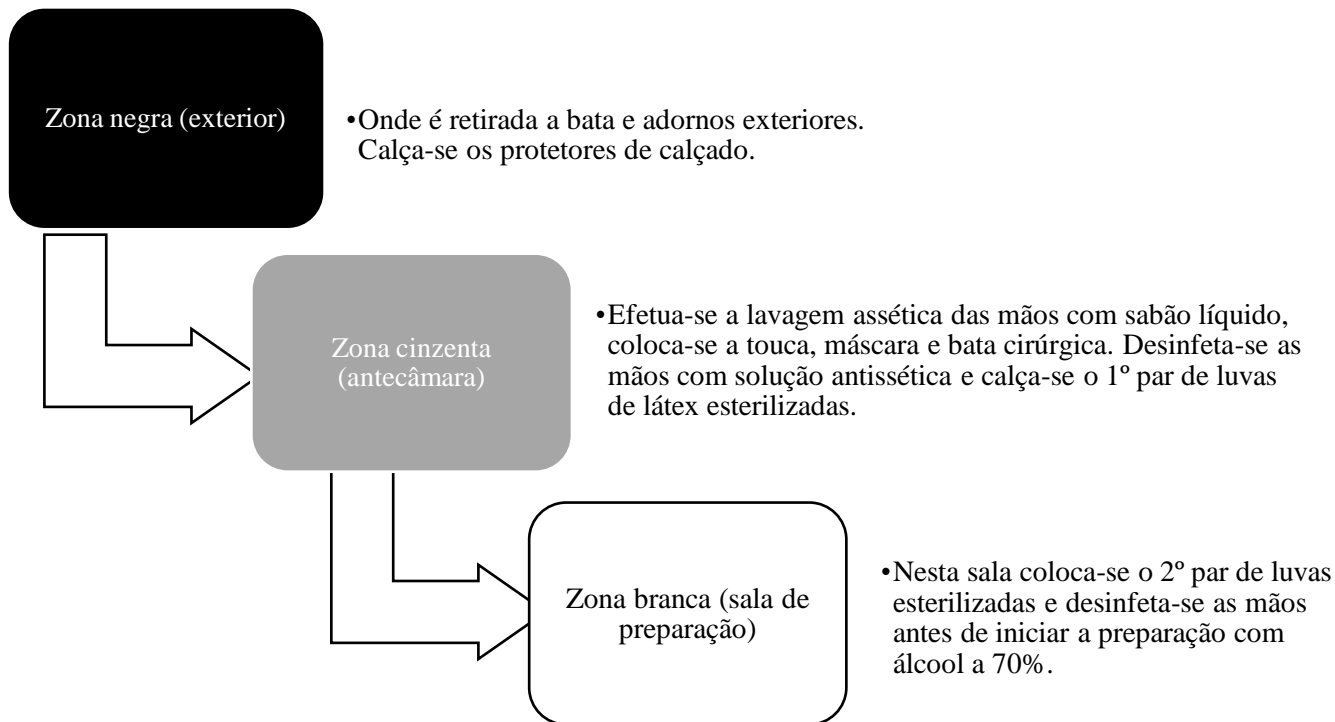 Zona negra (exterior)
•Onde é retirada a bata e adornos exteriores.
Calça-se os protetores de calçado.
Zona cinzenta
(antecâmara)
•Efetua-se a lavagem assética das mãos com sabão líquido,
coloca-se a touca, máscara e bata cirúrgica. Desinfeta-se as
mãos com solução antissética e calça-se o 1º par de luvas
de látex esterilizadas.
Zona branca (sala de
preparação)
•Nesta sala coloca-se o 2º par de luvas
esterilizadas e desinfeta-se as mãos
antes de iniciar a preparação com
álcool a 70%.